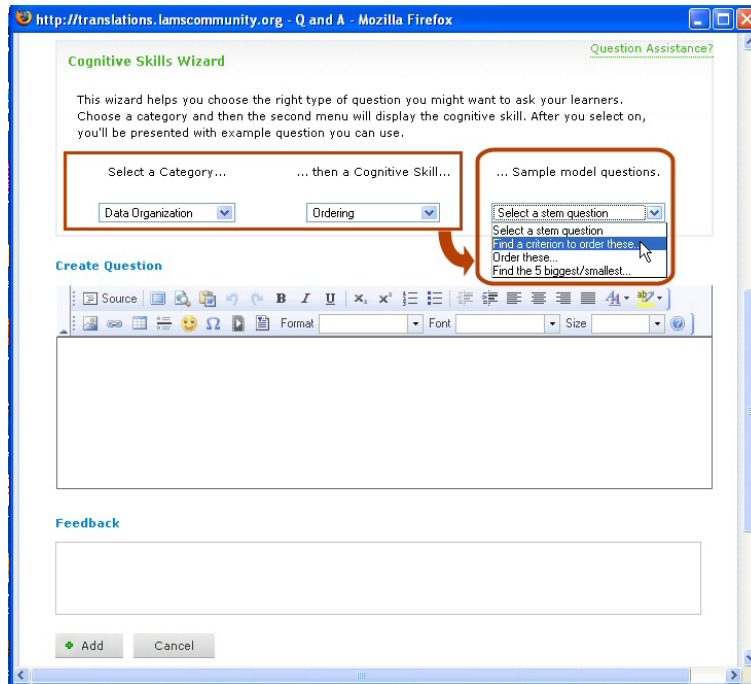 http://translations.lamscommunity.org - Q and A - Mozilla Firefox
Question Assistance?
Cognitive Skills Wizard
This wizard helps you choose the right type of question you might want to ask your learners.
Choose a category and then the second menu will display the cognitive skill. After you select on,
you'll be presented with example question you can use.
Select a Category... ... then a Cognitive Skill... ... Sample model questions.
Data Organization Ordering Select a stem question
Select a stem question
Find a criterion to order these...
Order these...
Find the 5 biggest/smallest...
Create Question
Source B I U x₂ x²
Format Font Size
Feedback
Add Cancel